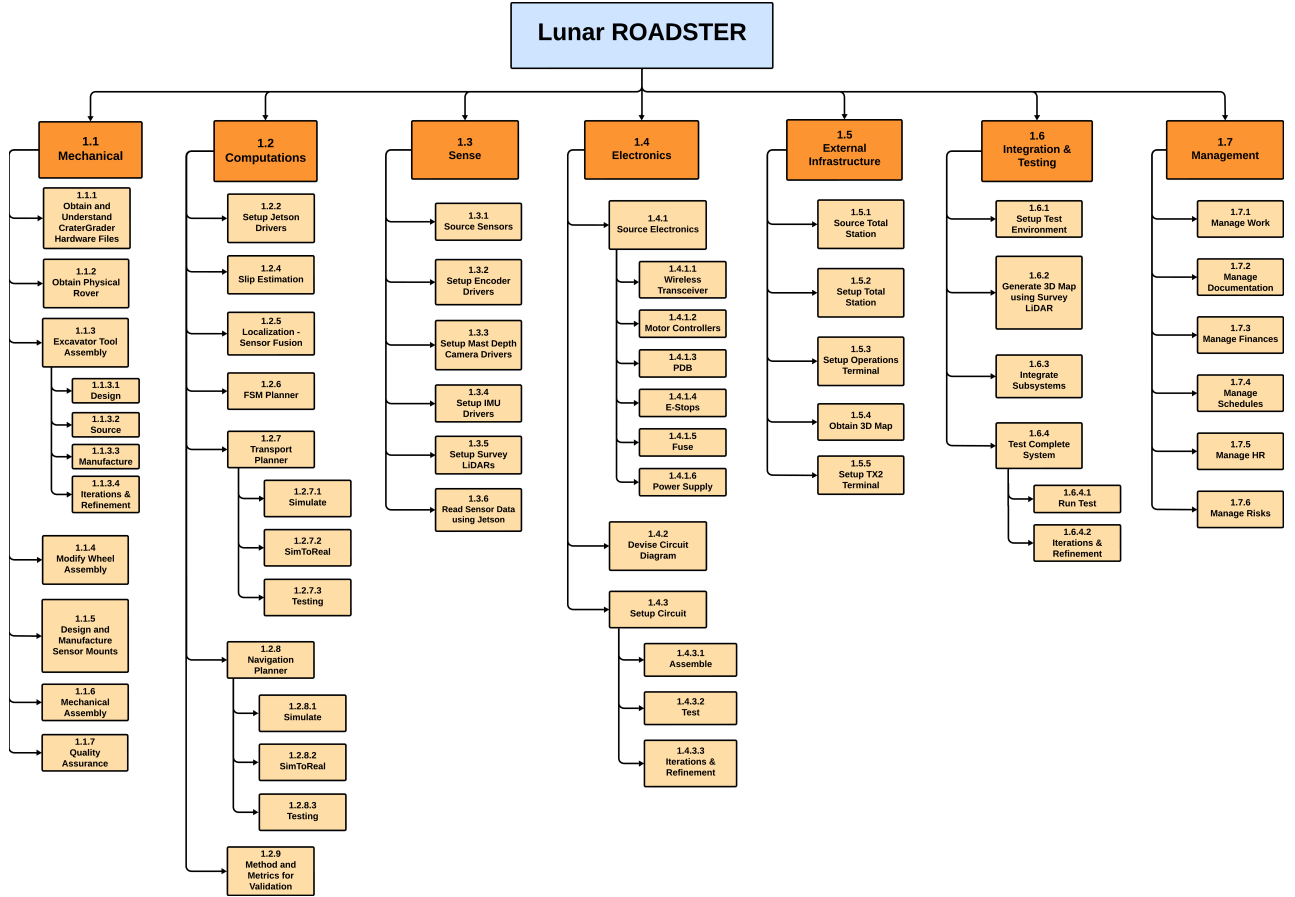 Lunar ROADSTER
1.1
Mechanical
1.1.1
Obtain and
Understand
CraterGrader
Hardware Files
1.1.2
Obtain Physical
Rover
1.1.3
Excavator Tool
Assembly
1.1.3.1
Design
1.1.3.2
Source
1.1.3.3
Manufacture
1.1.3.4
Iterations &
Refinement
1.1.4
Modify Wheel
Assembly
1.1.5
Design and
Manufacture
Sensor Mounts
1.1.6
Mechanical
Assembly
1.1.7
Quality
Assurance
1.2
Computations
1.2.2
Setup Jetson
Drivers
1.2.4
Slip Estimation
1.2.5
Localization -
Sensor Fusion
1.2.6
FSM Planner
1.2.7
Transport
Planner
1.2.7.1
Simulate
1.2.7.2
SimToReal
1.2.7.3
Testing
1.2.8
Navigation
Planner
1.2.8.1
Simulate
1.2.8.2
SimToReal
1.2.8.3
Testing
1.2.9
Method and
Metrics for
Validation
1.3
Sense
1.3.1
Source Sensors
1.3.2
Setup Encoder
Drivers
1.3.3
Setup Mast Depth
Camera Drivers
1.3.4
Setup IMU
Drivers
1.3.5
Setup Survey
LiDARs
1.3.6
Read Sensor Data
using Jetson
1.4
Electronics
1.4.1
Source Electronics
1.4.1.1
Wireless
Transceiver
1.4.1.2
Motor Controllers
1.4.1.3
PDB
1.4.1.4
E-Stops
1.4.1.5
Fuse
1.4.1.6
Power Supply
1.4.2
Devise Circuit
Diagram
1.4.3
Setup Circuit
1.4.3.1
Assemble
1.4.3.2
Test
1.4.3.3
Iterations &
Refinement
1.5
External
Infrastructure
1.5.1
Source Total
Station
1.5.2
Setup Total
Station
1.5.3
Setup Operations
Terminal
1.5.4
Obtain 3D Map
1.5.5
Setup TX2
Terminal
1.6
Integration &
Testing
1.6.1
Setup Test
Environment
1.6.2
Generate 3D Map
using Survey
LiDAR
1.6.3
Integrate
Subsystems
1.6.4
Test Complete
System
1.6.4.1
Run Test
1.6.4.2
Iterations &
Refinement
1.7
Management
1.7.1
Manage Work
1.7.2
Manage
Documentation
1.7.3
Manage Finances
1.7.4
Manage
Schedules
1.7.5
Manage HR
1.7.6
Manage Risks